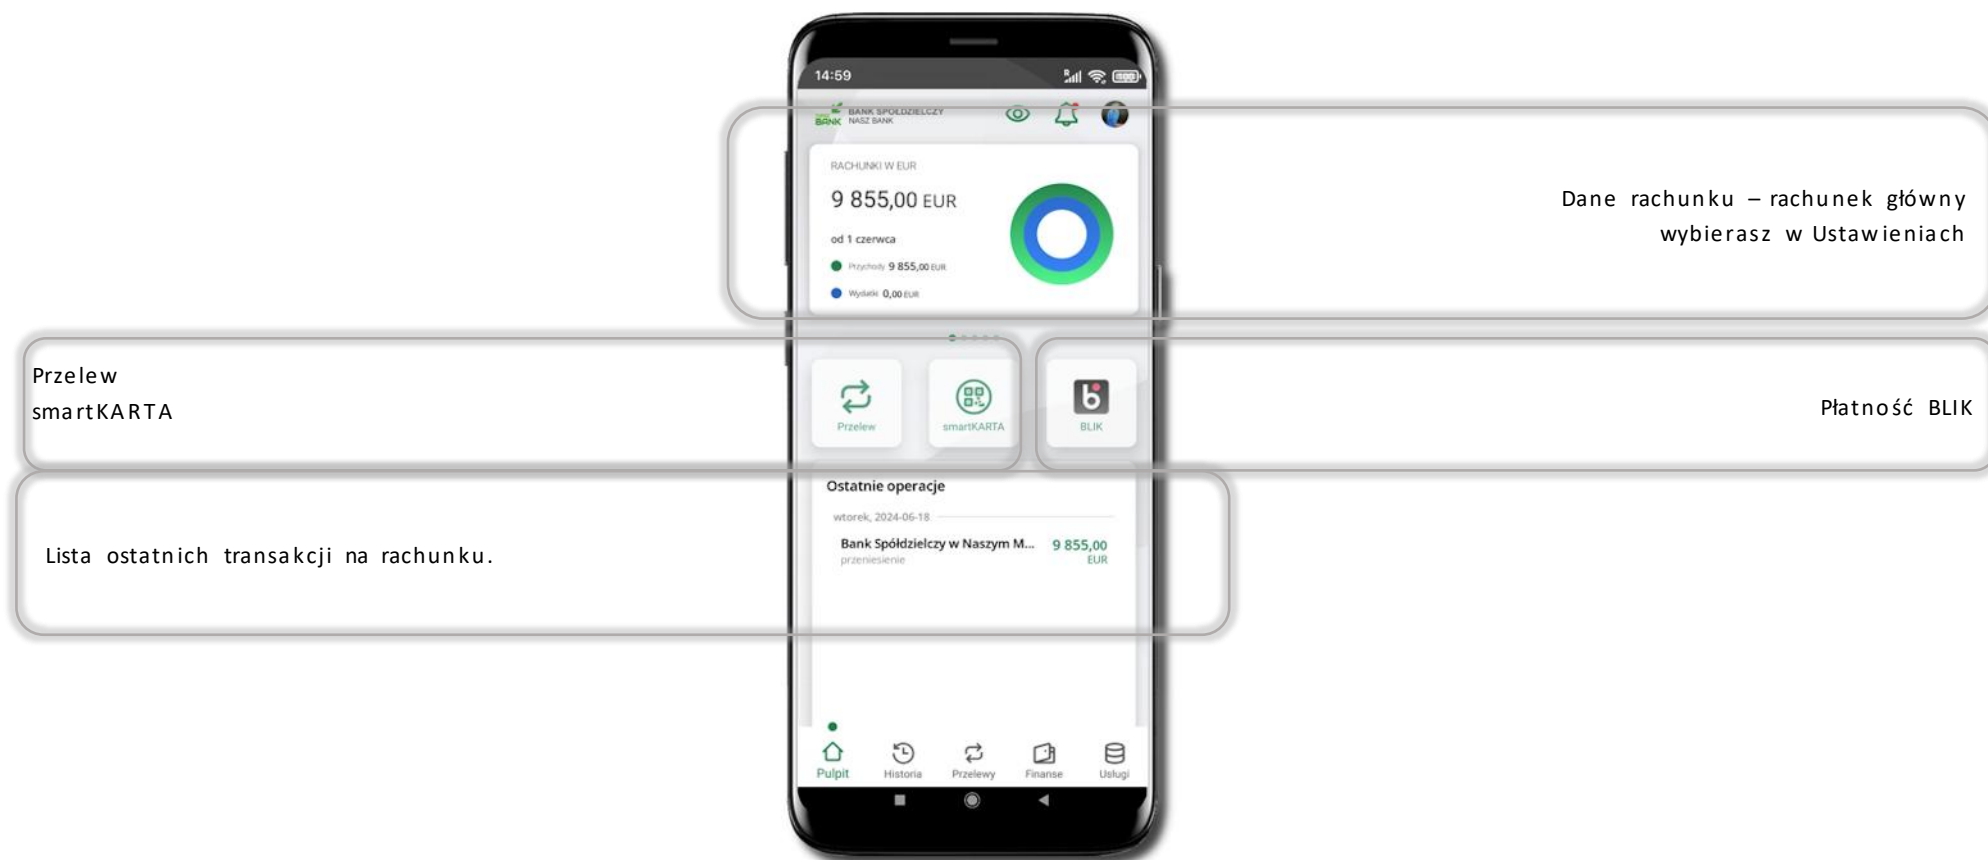 14:59
BANK SPÓŁDZIELCZY
NASZ BANK
BANK
RACHUNKI W EUR
9 855,00 EUR
od 1 czerwca
Przychody 9 855,00 EUR
Wydatki 0,00 EUR
Dane rachunku – rachunek główny
wybierasz w Ustawieniach
Przelew
smartKARTA
Przelew
smartKARTA
BLIK
Płatność BLIK
Ostatnie operacje
wtorek, 2024-06-18
Bank Spółdzielczy w Naszym M... 9 855,00
przeniesienie EUR
Lista ostatnich transakcji na rachunku.
Pulpit Historia Przelewy Finanse Usługi